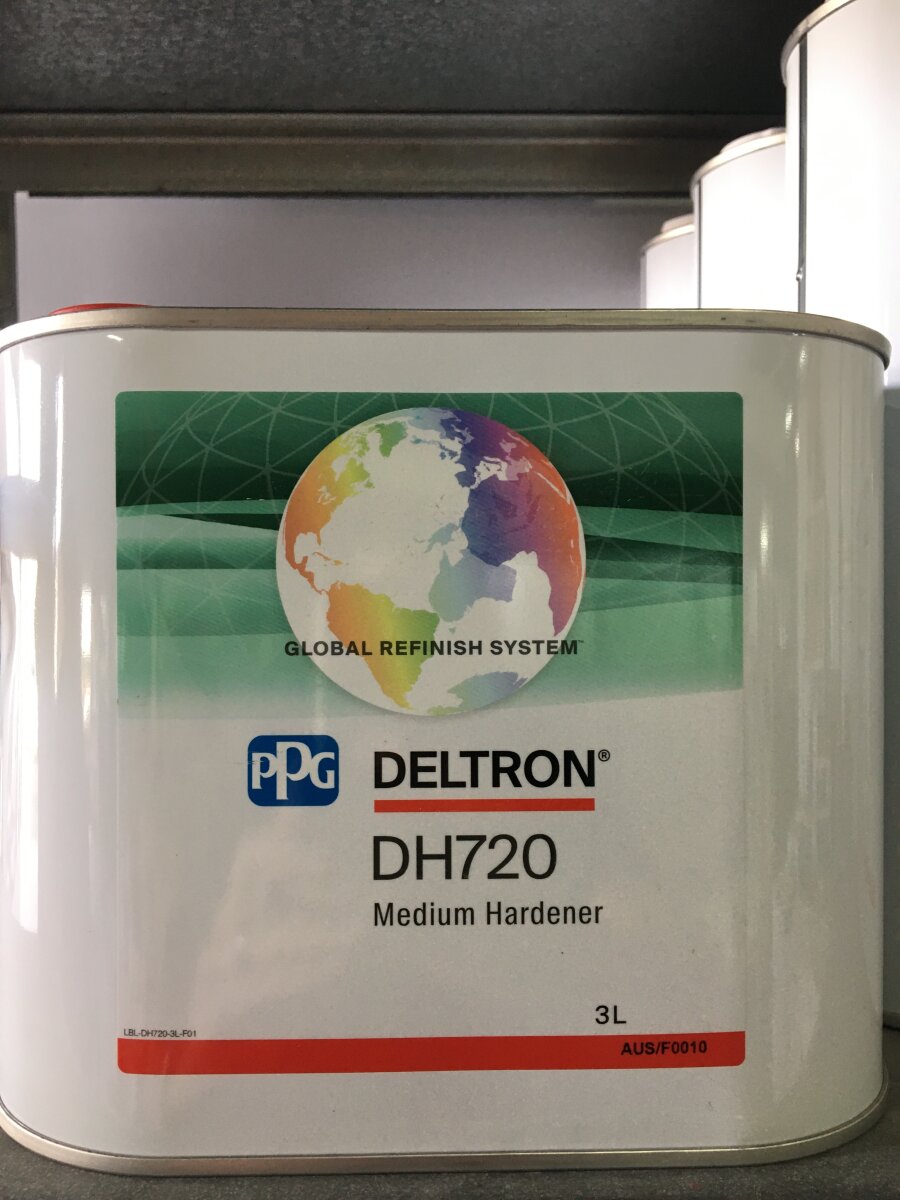 GLOBAL REFINISH SYSTEM™
PPG DELTRON®
DH720
Medium Hardener
3L
LBL-DH720-3L-F01
AUS/F0010